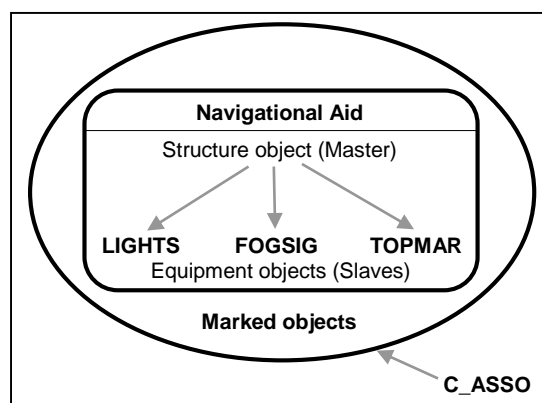 Navigational Aid
Structure object (Master)
LIGHTS FOGSIG TOPMAR
Equipment objects (Slaves)
Marked objects
C_ASSO